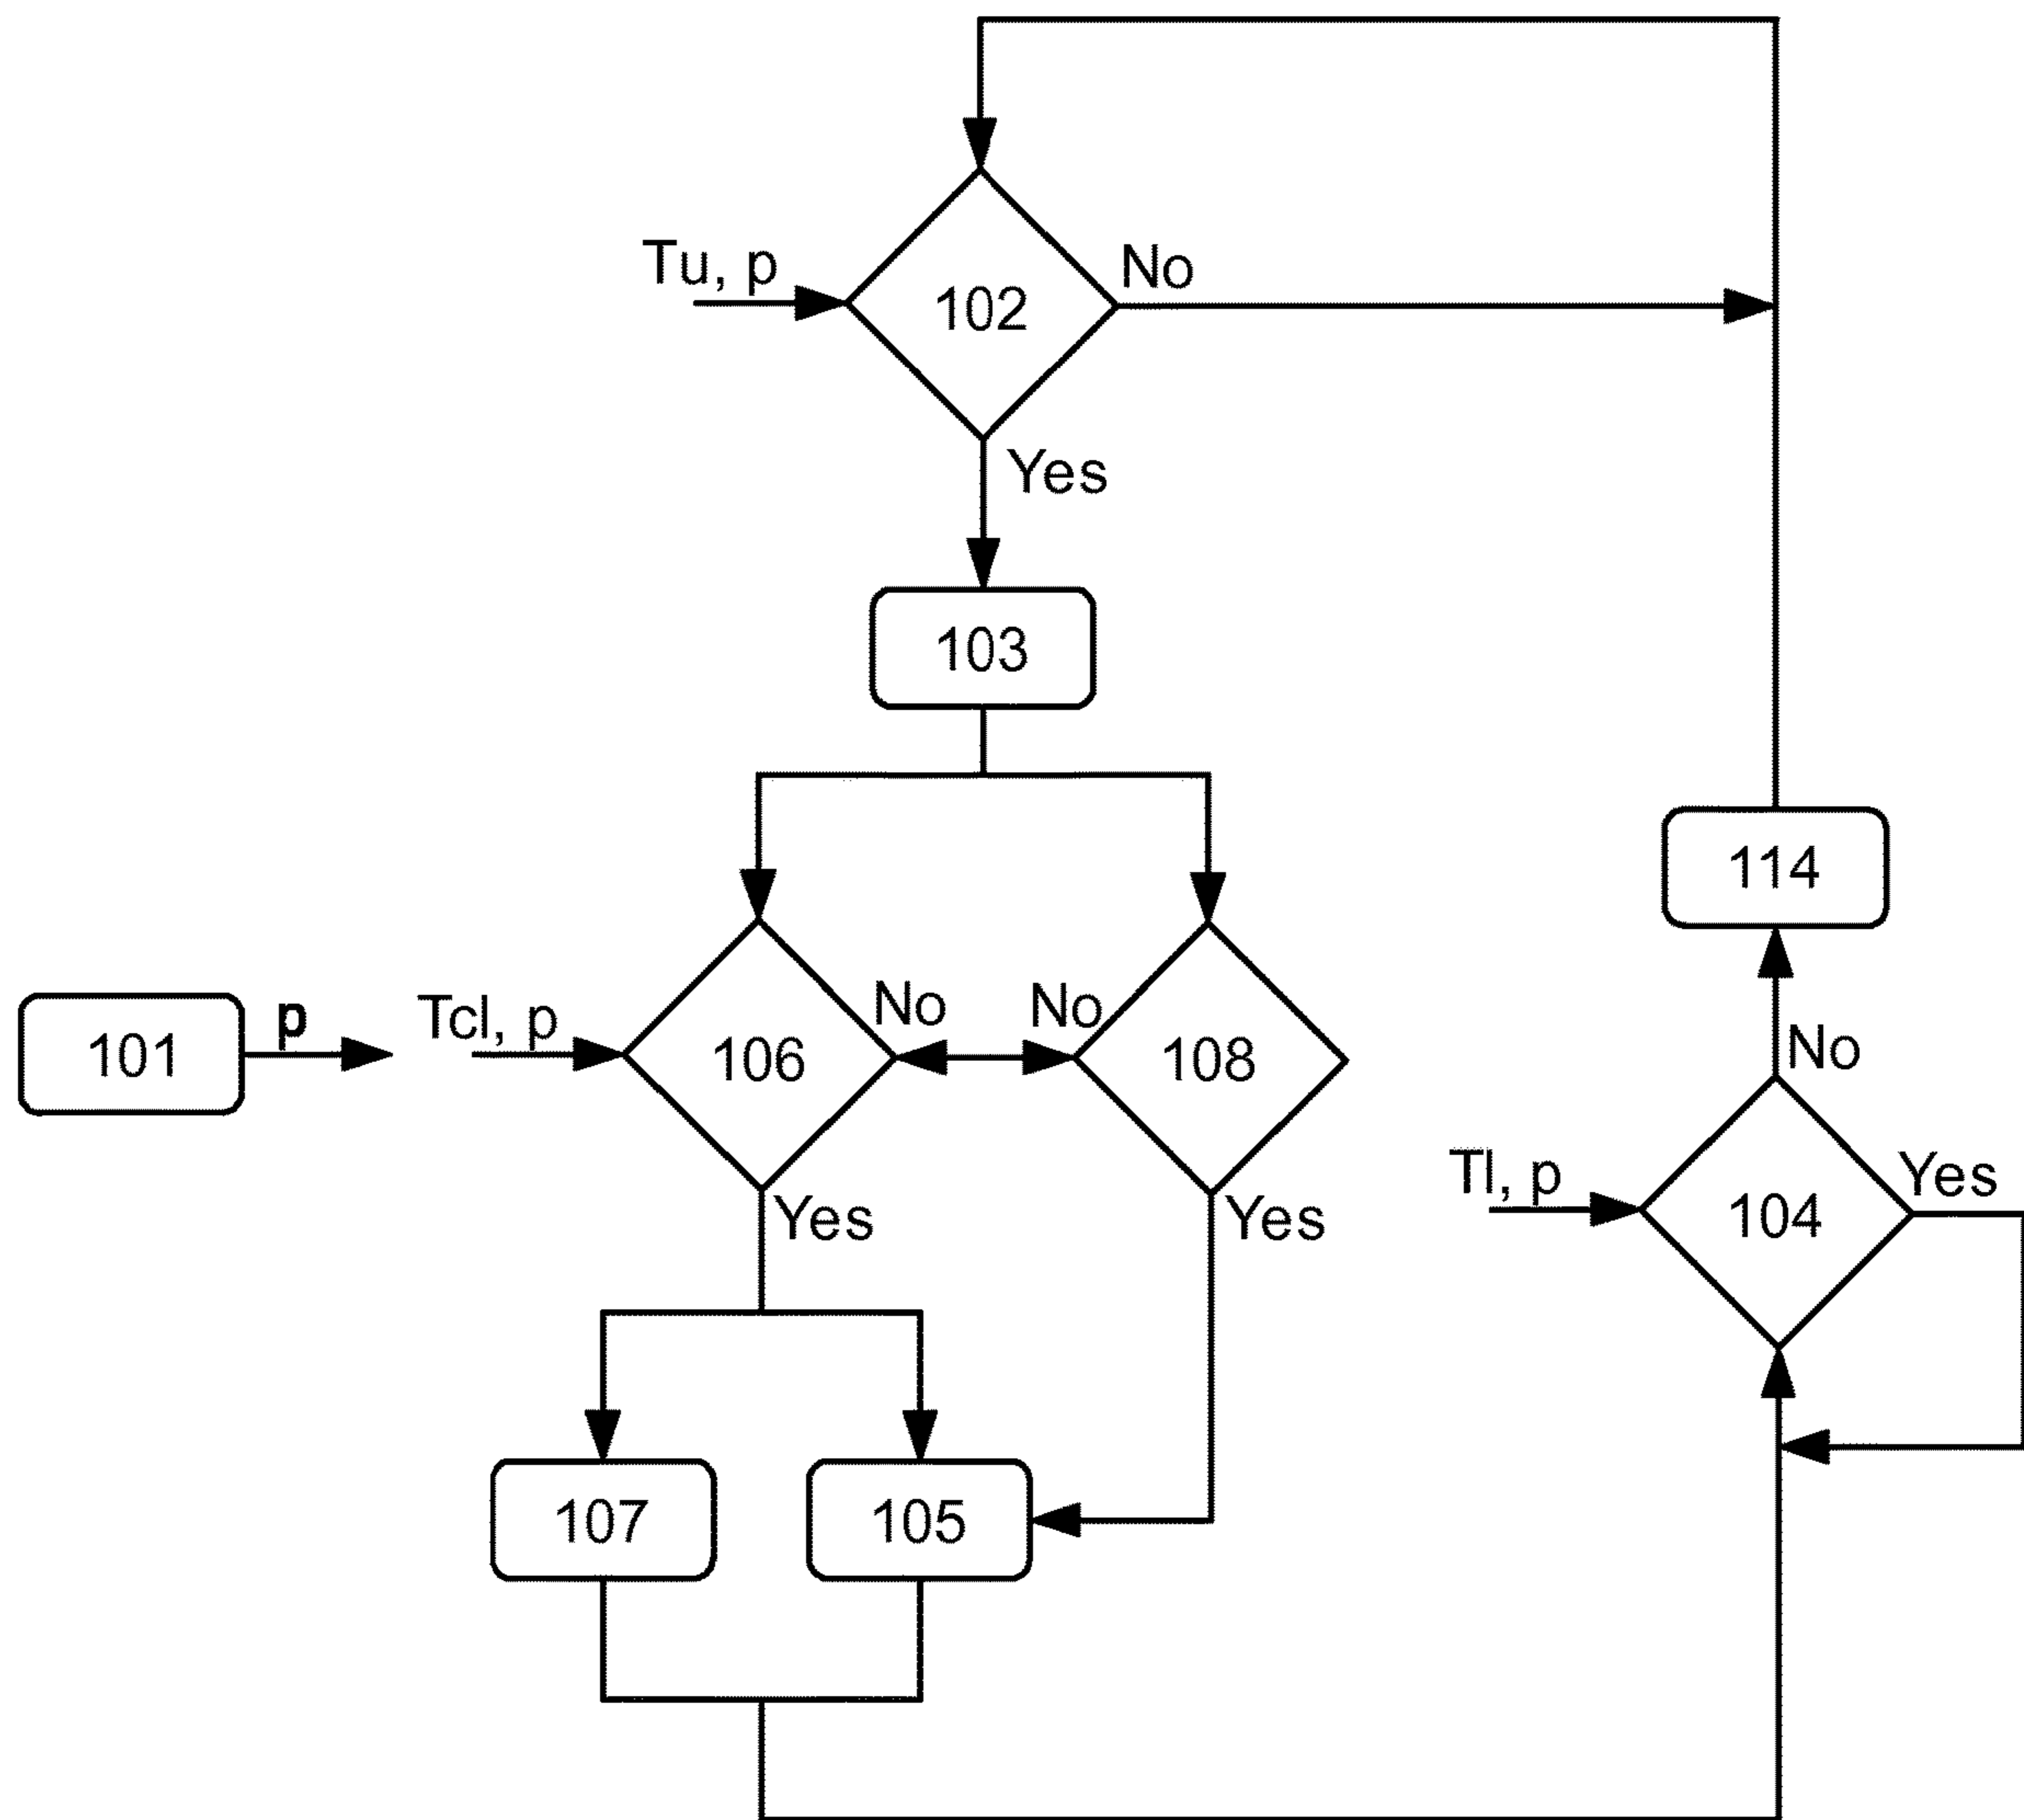 Tu, p
102
No
Yes
103
114
101
p
Tcl, p
106
No
No
108
No
Yes
Yes
Tl, p
104
Yes
107
105